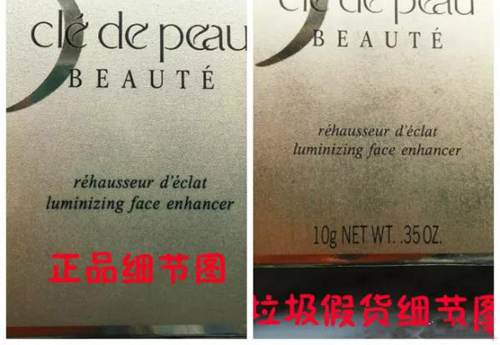 clé de peau
BEAUTÉ
réhausseur d'éclat
luminizing face enhancer
正品细节图
clé de peau
BEAUTÉ
réhausseur d'éclat
luminizing face enhancer
10g NET WT. .35 OZ.
垃圾假货细节图